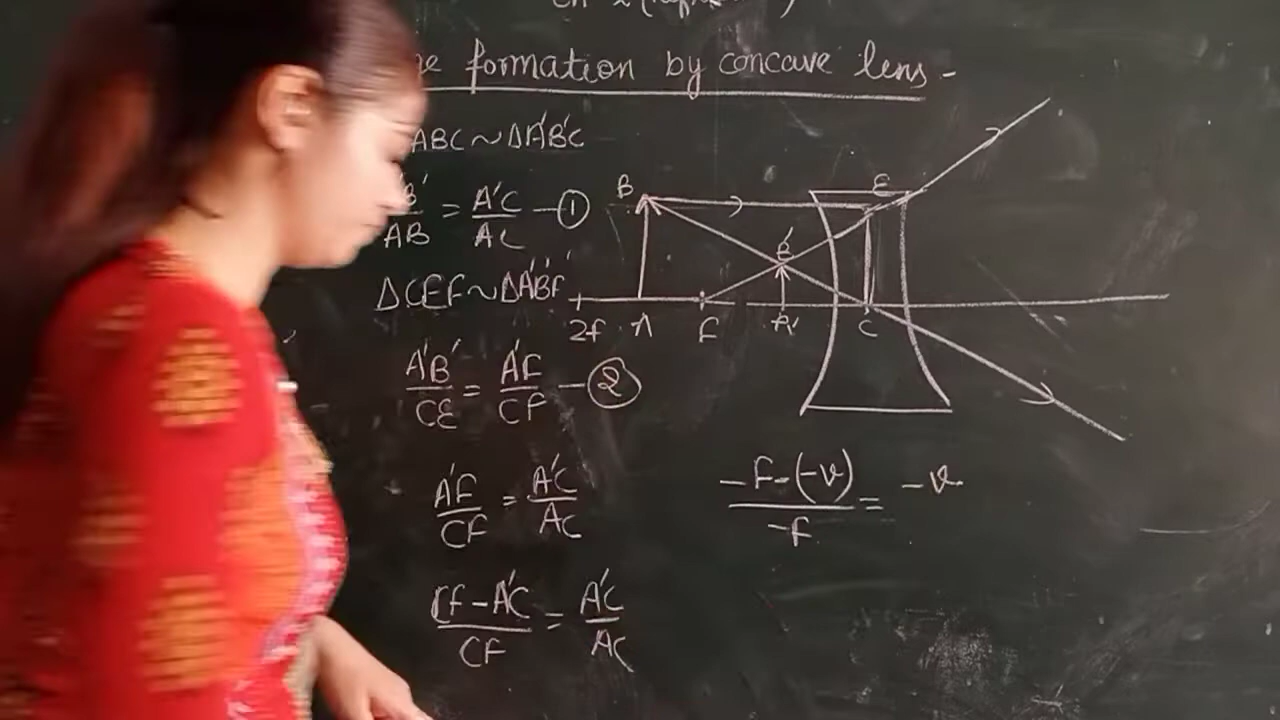 formation by concave lens -
ABC ~ ΔA'B'C
B'/AB = A'C/AC — ①
ΔCEF ~ ΔA'B'F
A'B'/CE = A'F/CF — ②
A'F/CF = A'C/AC
CF - A'C/CF = A'C/AC
B
E
B'
2f
A
F
A'
C
-f-(-v)/-f = -v